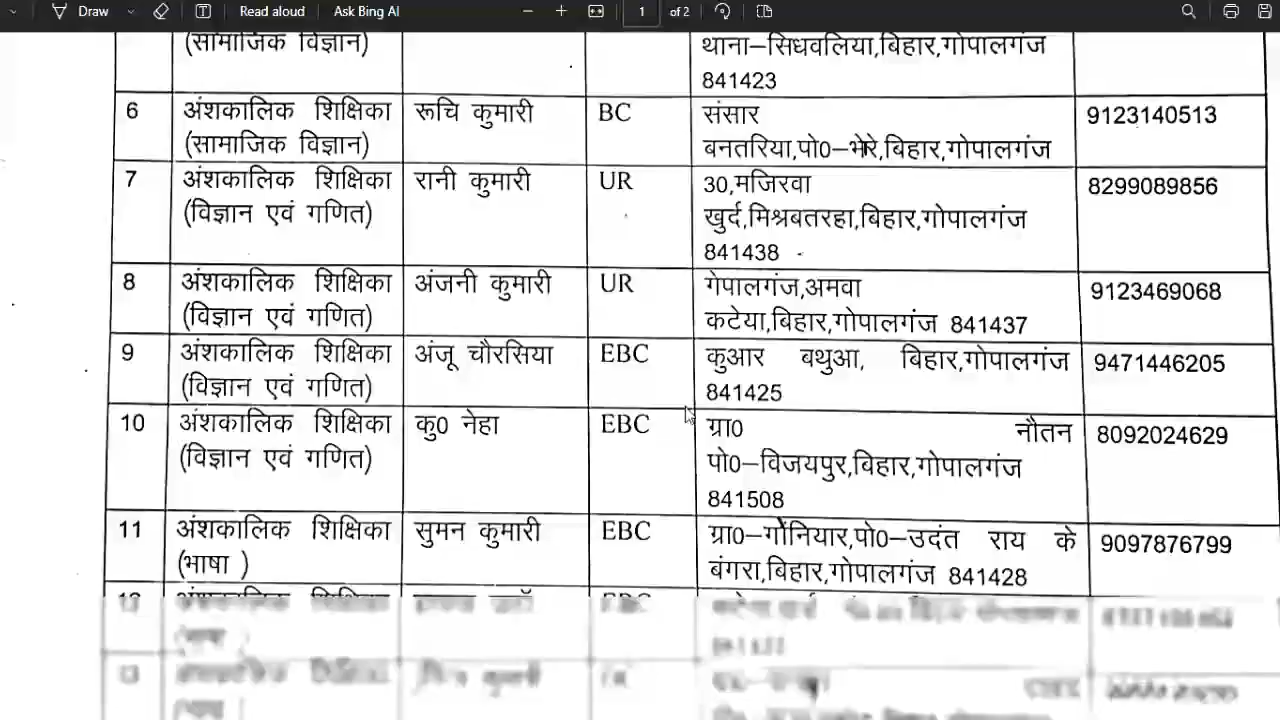 Draw
Read aloud
Ask Bing AI
1
of 2
(सामाजिक विज्ञान)
थाना–सिधवलिया,बिहार,गोपालगंज
841423
6 अंशकालिक शिक्षिका रूचि कुमारी BC संसार 9123140513
(सामाजिक विज्ञान) बनतरिया,पो0–भेरे,बिहार,गोपालगंज
7 अंशकालिक शिक्षिका रानी कुमारी UR 30,मजिरवा 8299089856
(विज्ञान एवं गणित) खुर्द,मिश्रबतरहा,बिहार,गोपालगंज
841438
8 अंशकालिक शिक्षिका अंजनी कुमारी UR गेपालगंज,अमवा 9123469068
(विज्ञान एवं गणित) कटेया,बिहार,गोपालगंज 841437
9 अंशकालिक शिक्षिका अंजू चौरसिया EBC कुआर बथुआ, बिहार,गोपालगंज 9471446205
(विज्ञान एवं गणित) 841425
10 अंशकालिक शिक्षिका कु0 नेहा EBC ग्रा0 नौतन 8092024629
(विज्ञान एवं गणित) पो0–विजयपुर,बिहार,गोपालगंज
841508
11 अंशकालिक शिक्षिका सुमन कुमारी EBC ग्रा0–गौनियार,पो0–उदंत राय के 9097876799
(भाषा ) बंगरा,बिहार,गोपालगंज 841428